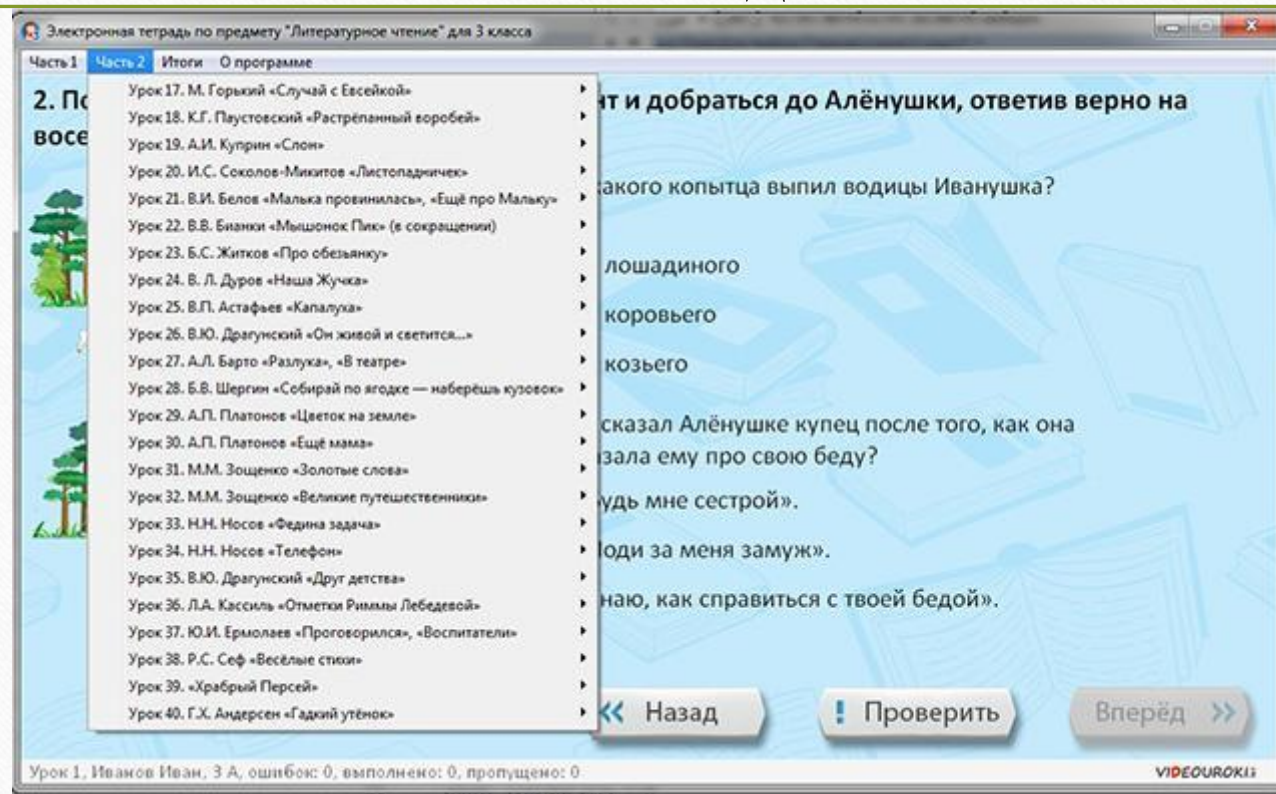 Электронная тетрадь по предмету "Литературное чтение" для 3 класса
Часть 1 Часть 2 Итоги О программе
Урок 17. М. Горький «Случай с Евсейкой»
Урок 18. К.Г. Паустовский «Растрёпанный воробей»
Урок 19. А.И. Куприн «Слон»
Урок 20. И.С. Соколов-Микитов «Листопадничек»
Урок 21. В.И. Белов «Малька провинилась», «Ещё про Мальку»
Урок 22. В.В. Бианки «Мышонок Пик» (в сокращении)
Урок 23. Б.С. Житков «Про обезьянку»
Урок 24. В. Л. Дуров «Наша Жучка»
Урок 25. В.П. Астафьев «Капалуха»
Урок 26. В.Ю. Драгунский «Он живой и светится...»
Урок 27. А.Л. Барто «Разлука», «В театре»
Урок 28. Б.В. Шергин «Собирай по ягодке — наберёшь кузовок»
Урок 29. А.П. Платонов «Цветок на земле»
Урок 30. А.П. Платонов «Ещё мама»
Урок 31. М.М. Зощенко «Золотые слова»
Урок 32. М.М. Зощенко «Великие путешественники»
Урок 33. Н.Н. Носов «Федина задача»
Урок 34. Н.Н. Носов «Телефон»
Урок 35. В.Ю. Драгунский «Друг детства»
Урок 36. Л.А. Кассиль «Отметки Риммы Лебедевой»
Урок 37. Ю.И. Ермолаев «Проговорился», «Воспитатели»
Урок 38. Р.С. Сеф «Весёлые стихи»
Урок 39. «Храбрый Персей»
Урок 40. Г.Х. Андерсен «Гадкий утёнок»
2. По нт и добраться до Алёнушки, ответив верно на
восе
какого копытца выпил водицы Иванушка?
лошадиного
коровьего
козьего
сказал Алёнушке купец после того, как она
зала ему про свою беду?
удь мне сестрой».
оди за меня замуж».
наю, как справиться с твоей бедой».
« Назад ! Проверить Вперёд »
Урок 1, Иванов Иван, 3 А, ошибок: 0, выполнено: 0, пропущено: 0
VIDEOUROKI